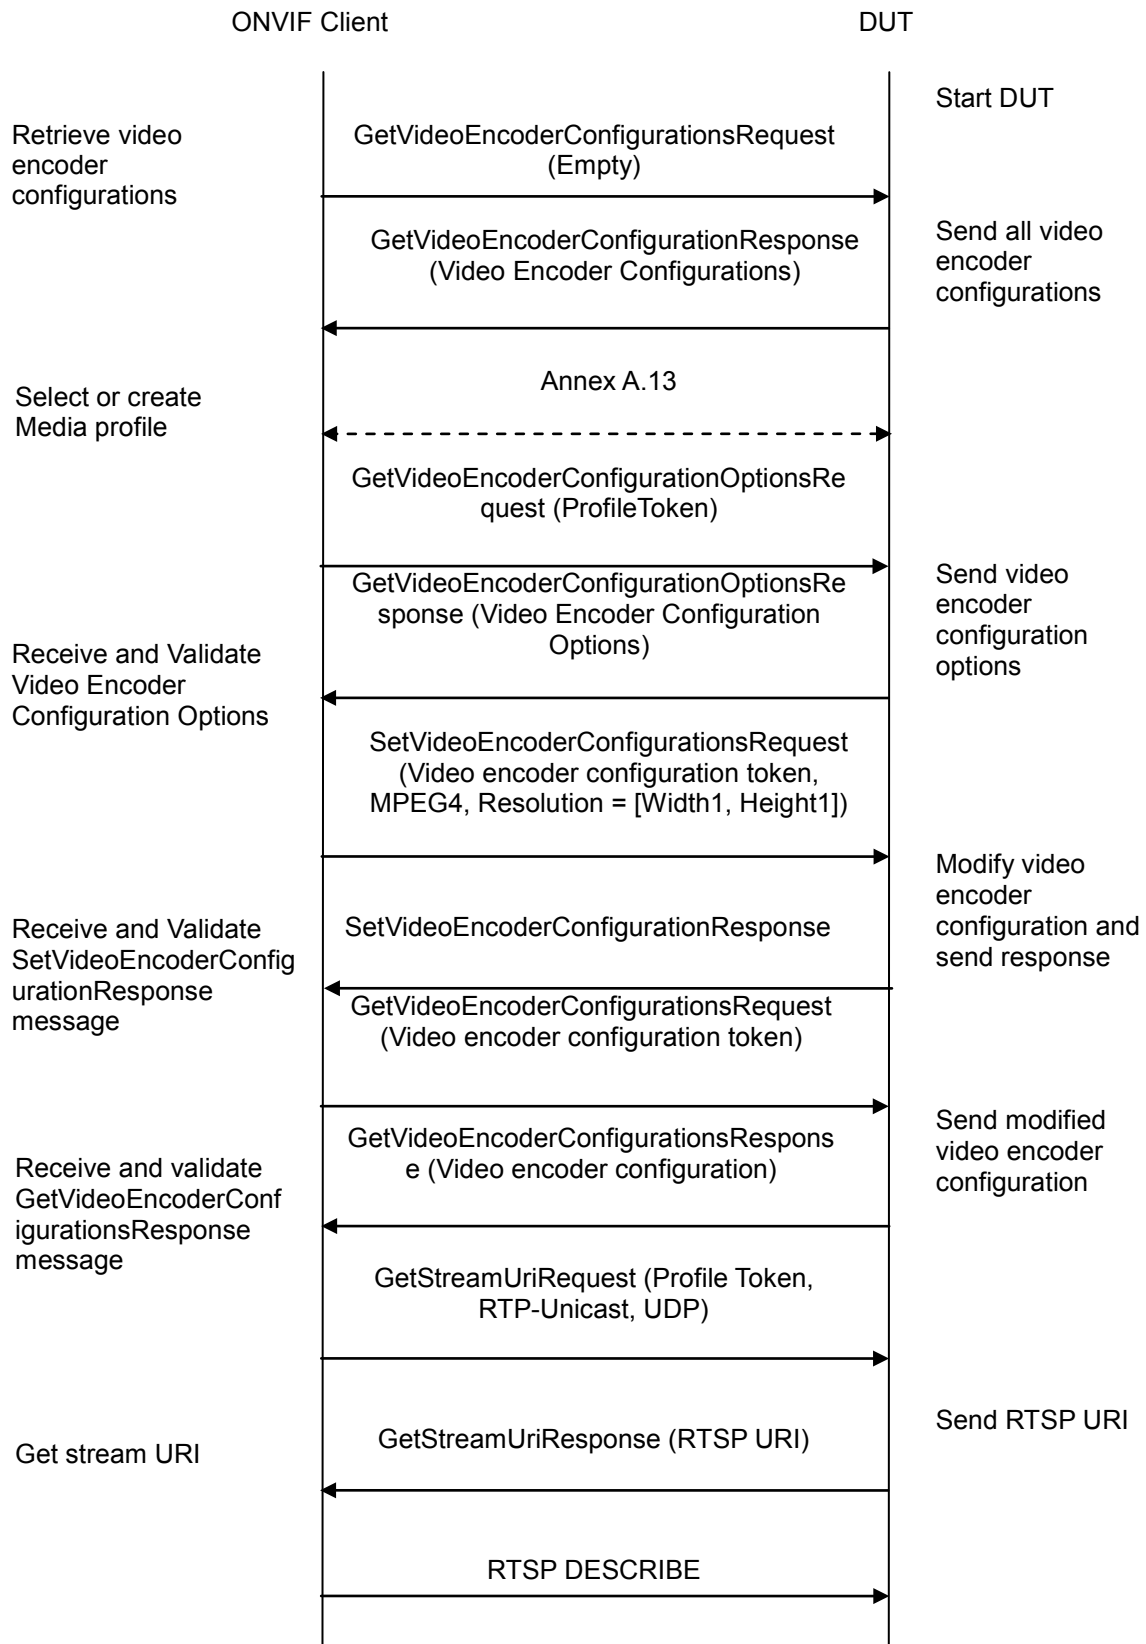 ONVIF Client
DUT
Start DUT
Retrieve video
encoder
configurations
GetVideoEncoderConfigurationsRequest
(Empty)
GetVideoEncoderConfigurationResponse
(Video Encoder Configurations)
Send all video
encoder
configurations
Select or create
Media profile
Annex A.13
GetVideoEncoderConfigurationOptionsRe
quest (ProfileToken)
GetVideoEncoderConfigurationOptionsRe
sponse (Video Encoder Configuration
Options)
Send video
encoder
configuration
options
Receive and Validate
Video Encoder
Configuration Options
SetVideoEncoderConfigurationsRequest
(Video encoder configuration token,
MPEG4, Resolution = [Width1, Height1])
Modify video
encoder
configuration and
send response
Receive and Validate
SetVideoEncoderConfig
urationResponse
message
SetVideoEncoderConfigurationResponse
GetVideoEncoderConfigurationsRequest
(Video encoder configuration token)
Send modified
video encoder
configuration
GetVideoEncoderConfigurationsRespons
e (Video encoder configuration)
Receive and validate
GetVideoEncoderConf
igurationsResponse
message
GetStreamUriRequest (Profile Token,
RTP-Unicast, UDP)
Send RTSP URI
Get stream URI
GetStreamUriResponse (RTSP URI)
RTSP DESCRIBE